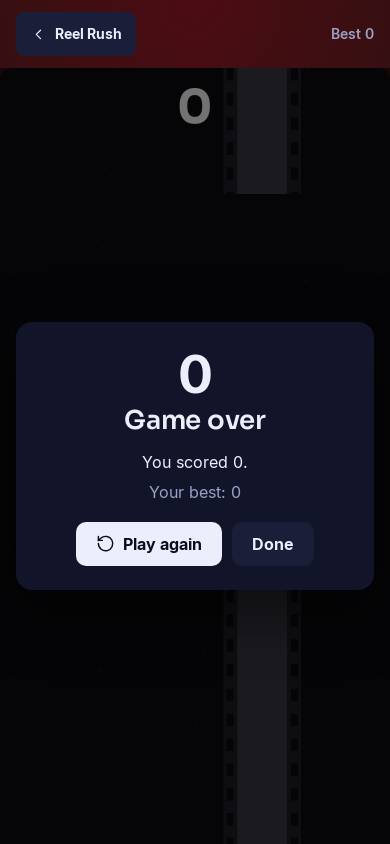 Reel Rush
Best 0
0
0
Game over
You scored 0.
Your best: 0
Play again
Done